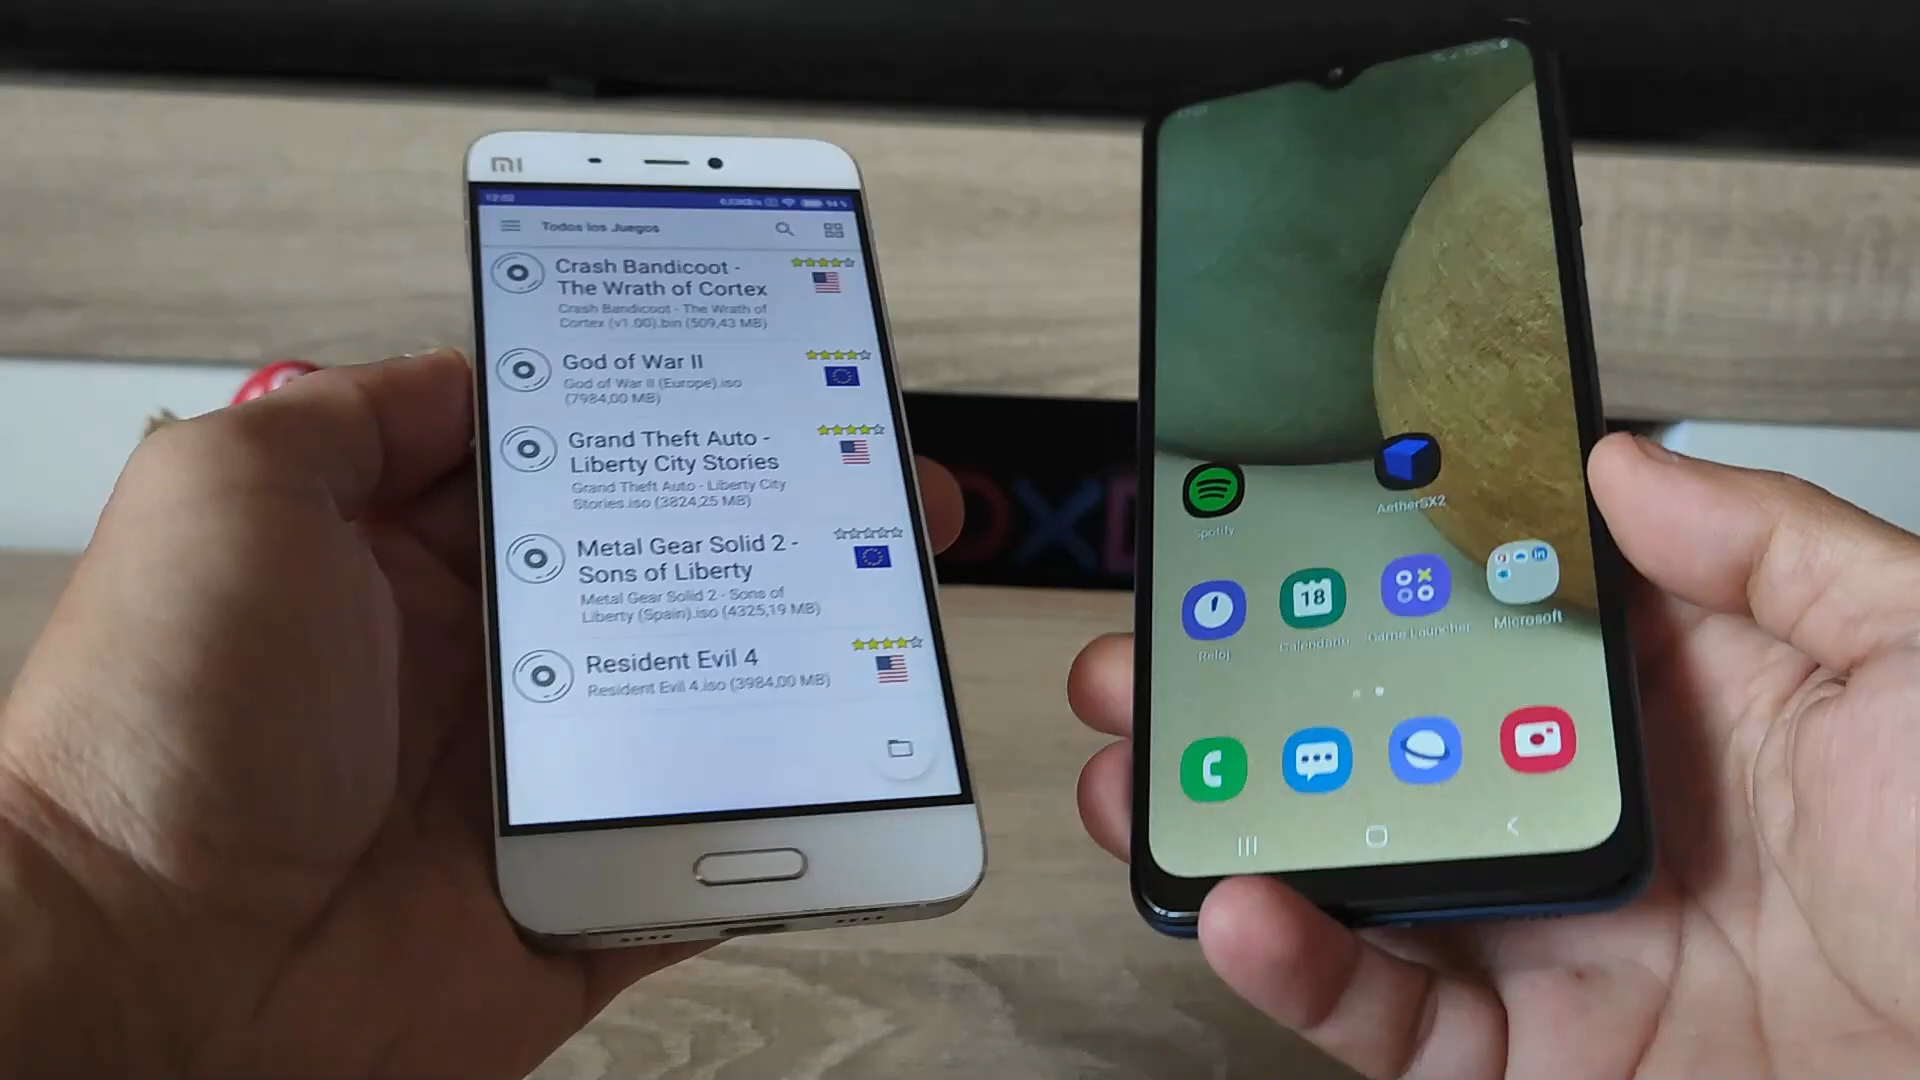 mi
12:02
94 %
Todos los Juegos
Crash Bandicoot -
The Wrath of Cortex
Crash Bandicoot - The Wrath of
Cortex (v1.00).bin (509,43 MB)
God of War II
God of War II (Europe).iso
(7984,00 MB)
Grand Theft Auto -
Liberty City Stories
Grand Theft Auto - Liberty City
Stories.iso (3824,25 MB)
Metal Gear Solid 2 -
Sons of Liberty
Metal Gear Solid 2 - Sons of
Liberty (Spain).iso (4325,19 MB)
Resident Evil 4
Resident Evil 4.iso (3984,00 MB)
Spotify
AetherSX2
18
Reloj
Calendario
Game Launcher
Microsoft